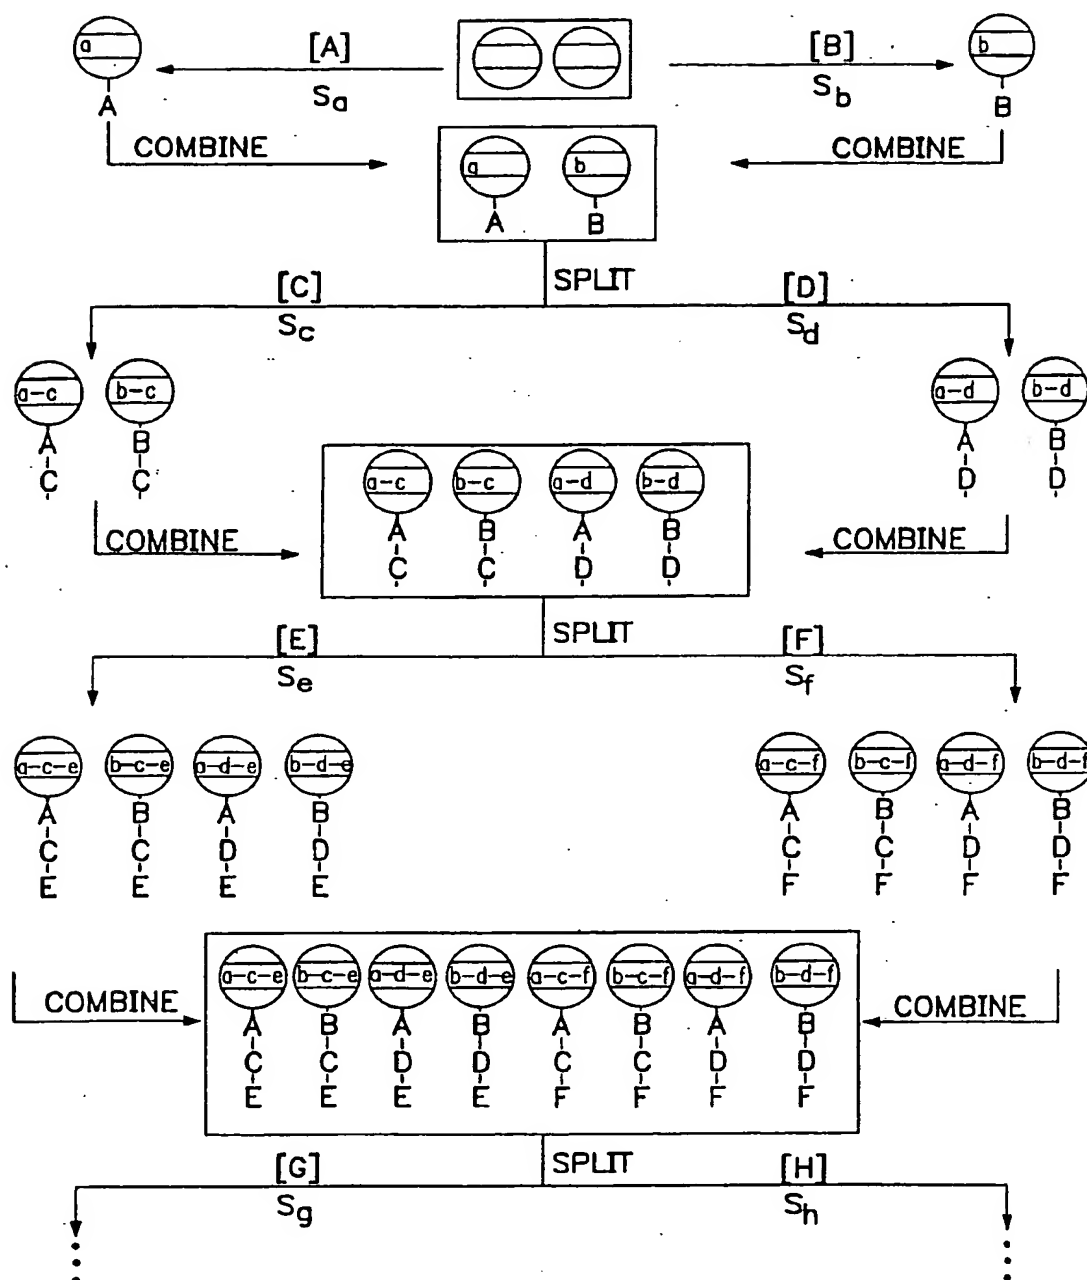 a [A] [B] b
A Sa Sb B
COMBINE COMBINE
a b
A B
SPLIT
[C] [D]
Sc Sd
a-c b-c a-d b-d
A B A B
C C D D
a-c b-c a-d b-d
COMBINE COMBINE
A B A B
C C D D
SPLIT
[E] [F]
Se Sf
a-c-e b-c-e a-d-e b-d-e a-c-f b-c-f a-d-f b-d-f
A B A B A B A B
C C D D C C D D
E E E E F F F F
a-c-e b-c-e a-d-e b-d-e a-c-f b-c-f a-d-f b-d-f
COMBINE COMBINE
A B A B A B A B
C C D D C C D D
E E E E F F F F
SPLIT
[G] [H]
Sg Sh